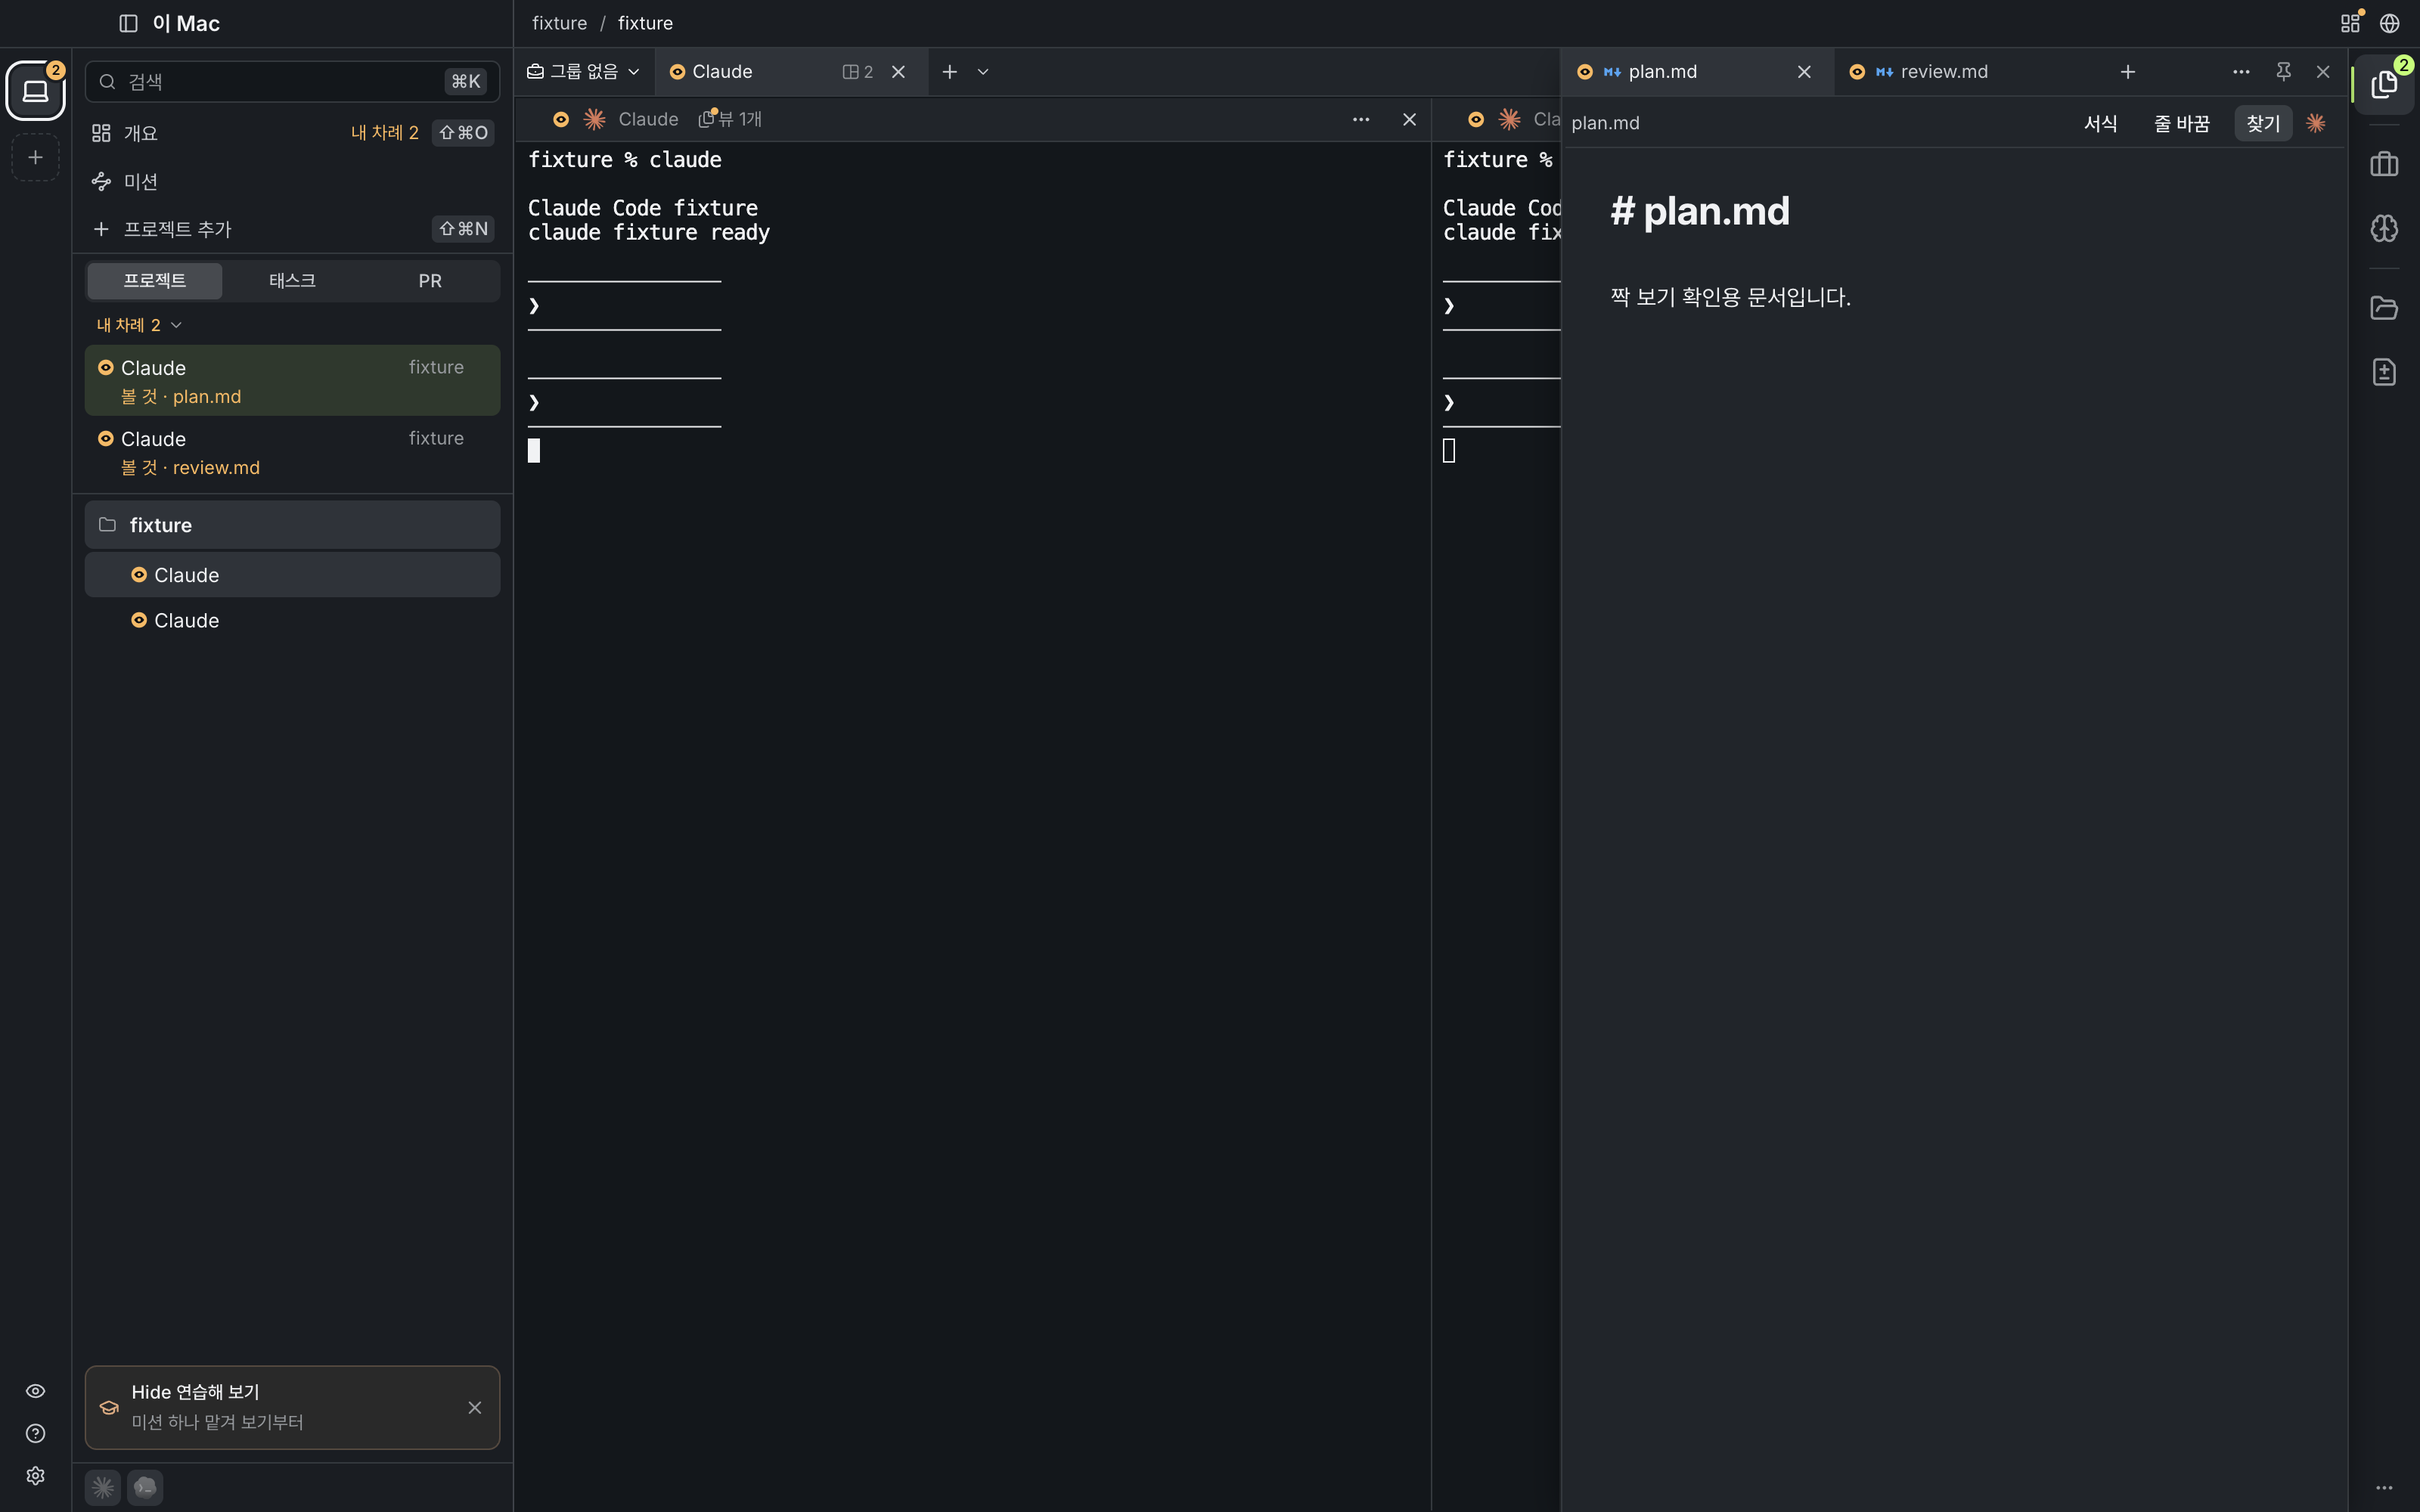 이 Mac
fixture / fixture
2
검색 ⌘K
개요 내 차례 2 ⇧⌘O
미션
프로젝트 추가 ⇧⌘N
프로젝트 태스크 PR
내 차례 2
Claude fixture
볼 것 · plan.md
Claude fixture
볼 것 · review.md
fixture
Claude
Claude
Hide 연습해 보기
미션 하나 맡겨 보기부터
그룹 없음 Claude 2
Claude 뷰 1개
fixture % claude
Claude Code fixture
claude fixture ready
❯
❯
Cla
fixture %
Claude Cod
claude fix
❯
❯
plan.md review.md
2
plan.md 서식 줄 바꿈 찾기
# plan.md
짝 보기 확인용 문서입니다.